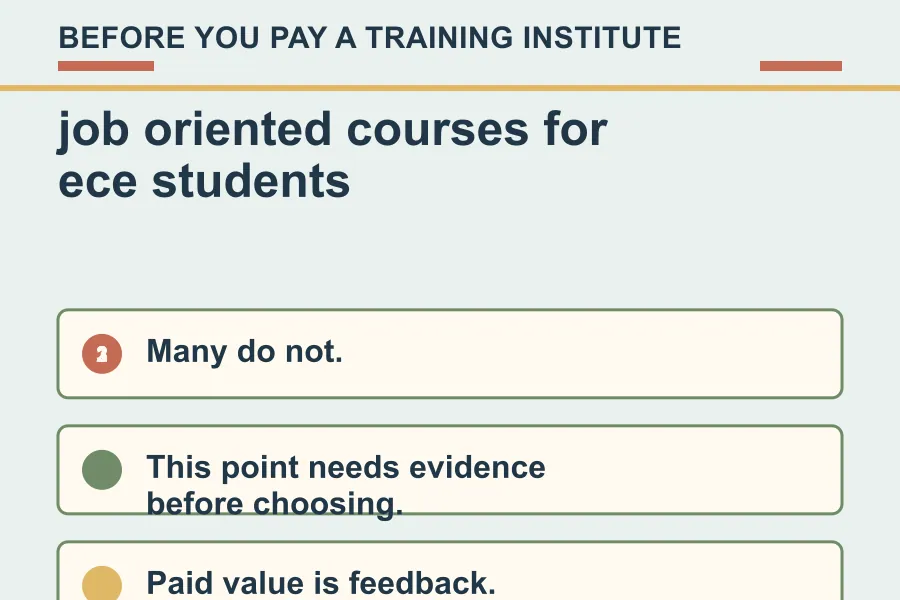 BEFORE YOU PAY A TRAINING INSTITUTE
job oriented courses for
ece students
Many do not.
This point needs evidence
before choosing.
Paid value is feedback.